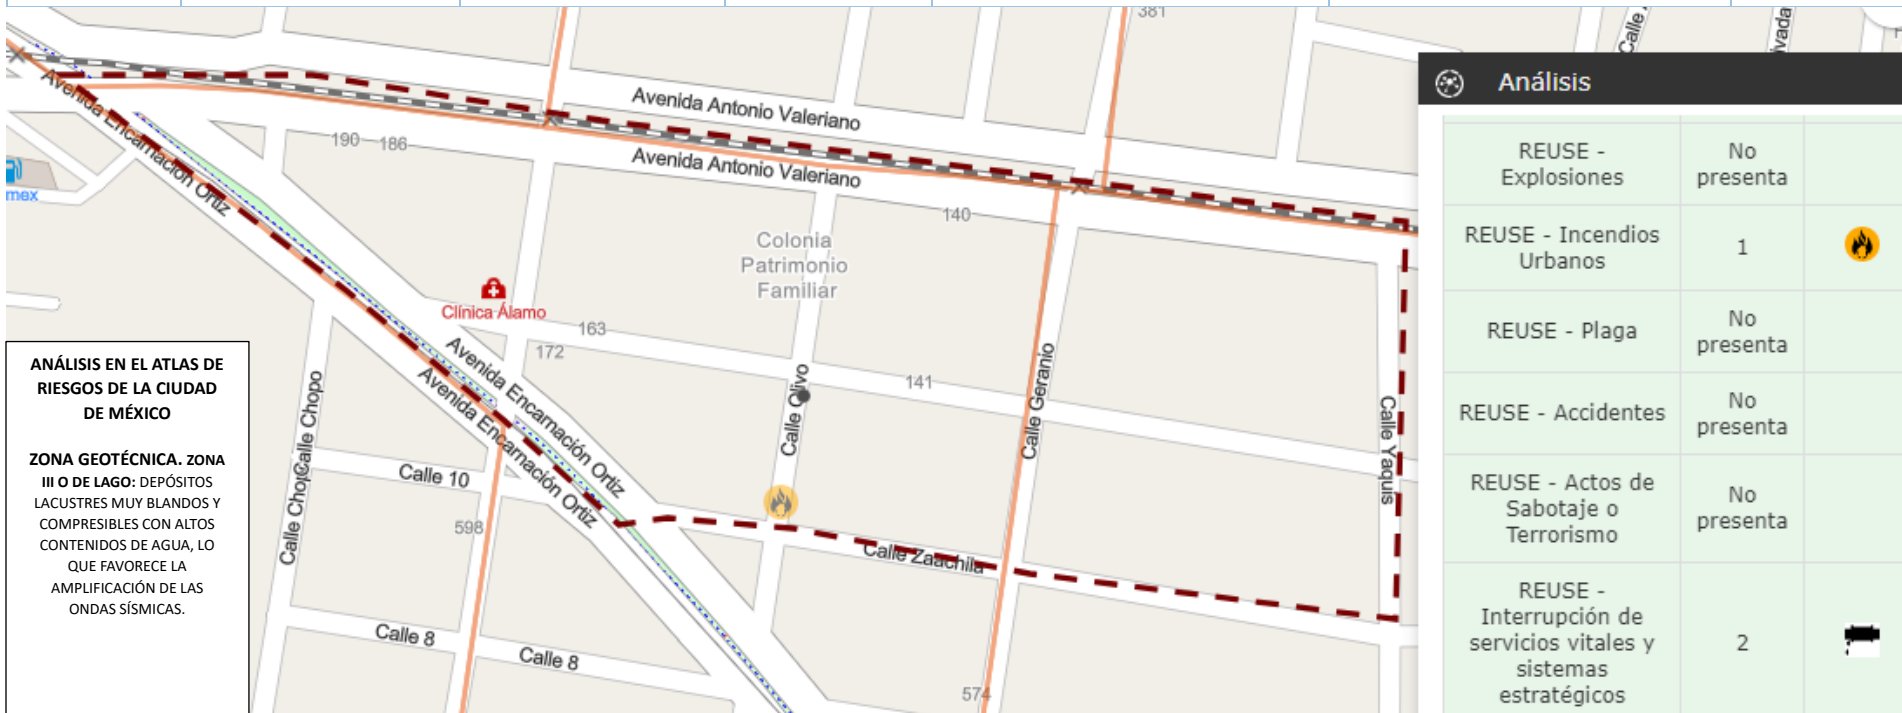 381
Calle
ivada
Avenida Antonio Valeriano
Avenida Antonio Valeriano
Avenida Encarnación Ortiz
190
186
mex
140
Colonia
Patrimonio
Familiar
Clínica Álamo
163
172
141
Avenida Encarnación Ortiz
Avenida Encarnación Ortiz
Calle Olivo
Calle Geranio
Calle Yaquis
Calle Chopo
Calle Chopo
Calle 10
598
Calle Zaachila
Calle 8
Calle 8
574
ANÁLISIS EN EL ATLAS DE
RIESGOS DE LA CIUDAD
DE MÉXICO
ZONA GEOTÉCNICA. ZONA
III O DE LAGO: DEPÓSITOS
LACUSTRES MUY BLANDOS Y
COMPRESIBLES CON ALTOS
CONTENIDOS DE AGUA, LO
QUE FAVORECE LA
AMPLIFICACIÓN DE LAS
ONDAS SÍSMICAS.
Análisis
REUSE -
Explosiones
No
presenta
REUSE - Incendios
Urbanos
1
REUSE - Plaga
No
presenta
REUSE - Accidentes
No
presenta
REUSE - Actos de
Sabotaje o
Terrorismo
No
presenta
REUSE -
Interrupción de
servicios vitales y
sistemas
estratégicos
2